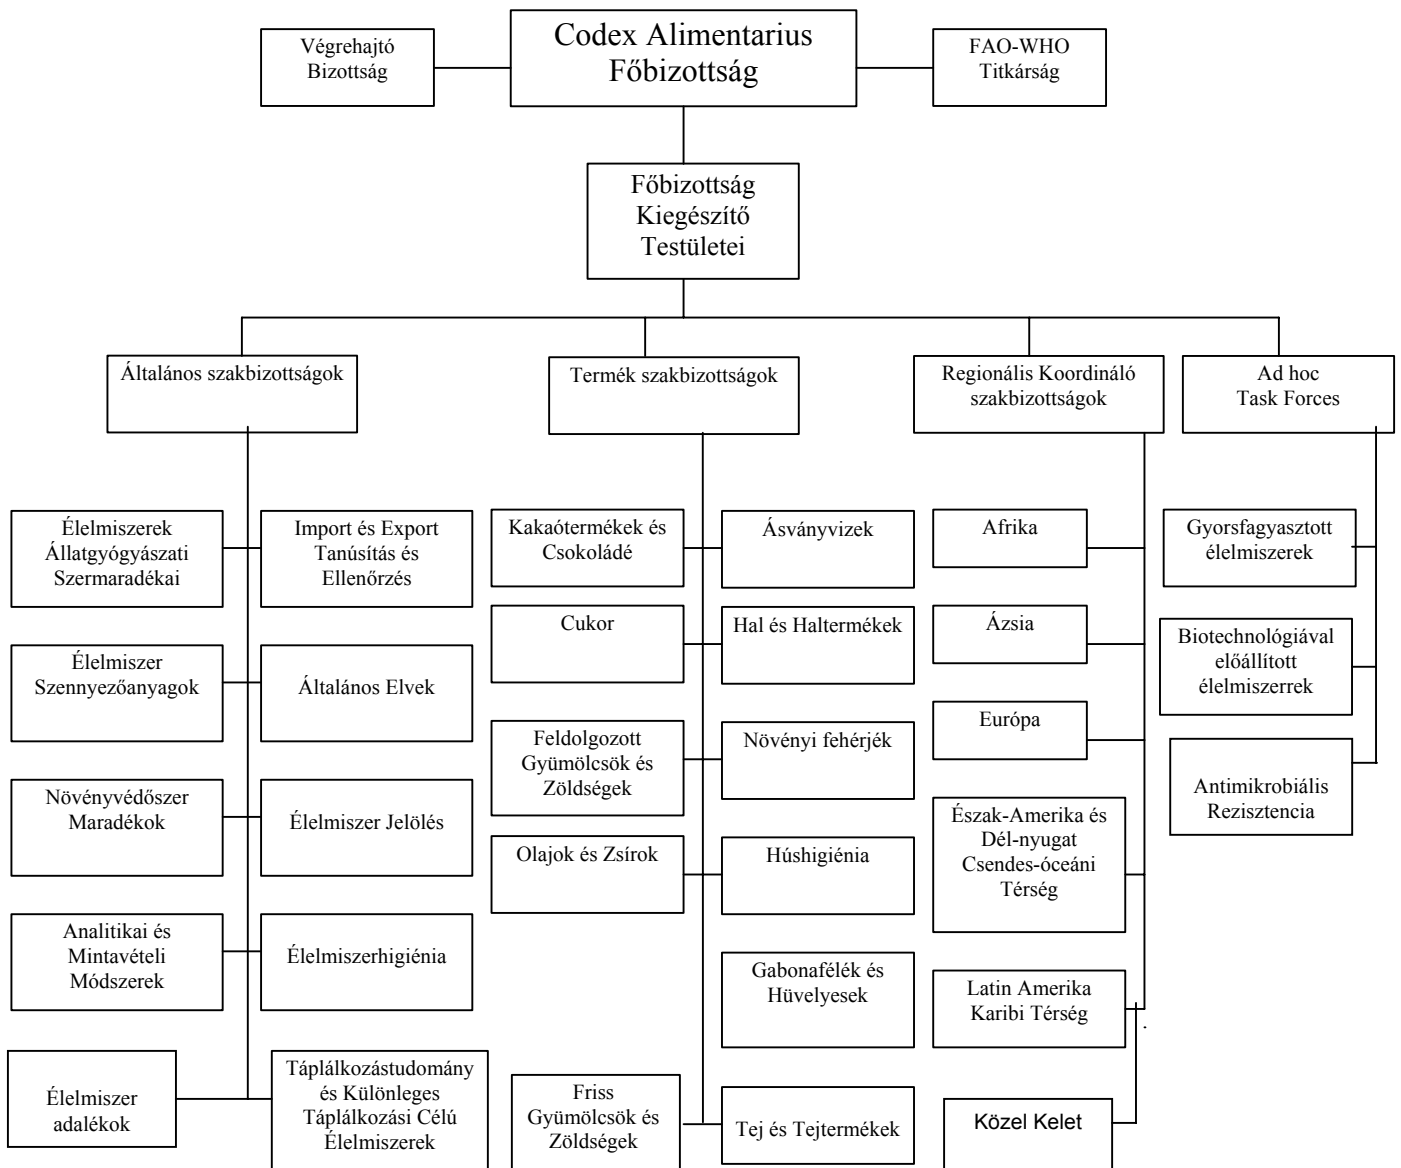 Végrehajtó
Bizottság
Codex Alimentarius
Főbizottság
FAO-WHO
Titkárság
Főbizottság
Kiegészítő
Testületei
Általános szakbizottságok
Termék szakbizottságok
Regionális Koordináló
szakbizottságok
Ad hoc
Task Forces
Élelmiszerek
Állatgyógyászati
Szermaradékai
Import és Export
Tanúsítás és
Ellenőrzés
Élelmiszer
Szennyezőanyagok
Általános Elvek
Növényvédőszer
Maradékok
Élelmiszer Jelölés
Analitikai és
Mintavételi
Módszerek
Élelmiszerhigiénia
Élelmiszer
adalékok
Táplálkozástudomány
és Különleges
Táplálkozási Célú
Élelmiszerek
Kakaótermékek és
Csokoládé
Ásványvizek
Cukor
Hal és Haltermékek
Feldolgozott
Gyümölcsök és
Zöldségek
Növényi fehérjék
Olajok és Zsírok
Húshigiénia
Gabonafélék és
Hüvelyesek
Friss
Gyümölcsök és
Zöldségek
Tej és Tejtermékek
Afrika
Ázsia
Európa
Észak-Amerika és
Dél-nyugat
Csendes-óceáni
Térség
Latin Amerika
Karibi Térség
Közel Kelet
Gyorsfagyasztott
élelmiszerek
Biotechnológiával
előállított
élelmiszerrek
Antimikrobiális
Rezisztencia